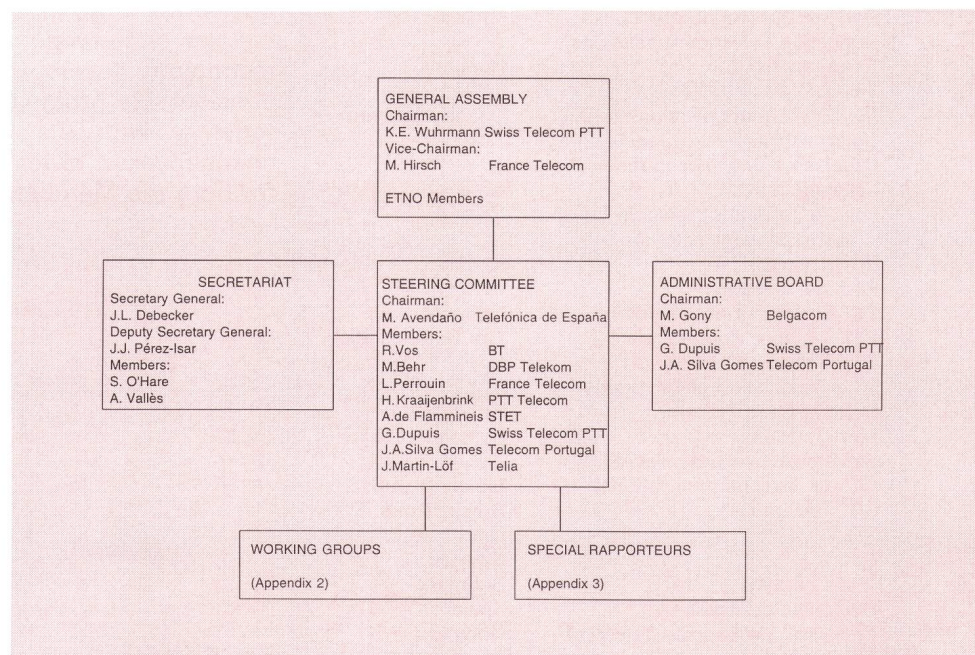 GENERAL ASSEMBLY
Chairman:
K.E. Wuhrmann Swiss Telecom PTT
Vice-Chairman:
M. Hirsch France Telecom
ETNO Members
SECRETARIAT
Secretary General:
J.L. Debecker
Deputy Secretary General:
J.J. Pérez-Isar
Members:
S. O'Hare
A. Vallès
STEERING COMMITTEE
Chairman:
M. Avendaño Telefónica de España
Members:
R.Vos BT
M.Behr DBP Telekom
L.Perrouin France Telecom
H.Kraaijenbrink PTT Telecom
A.de Flammineis STET
G.Dupuis Swiss Telecom PTT
J.A.Silva Gomes Telecom Portugal
J.Martin-Löf Telia
ADMINISTRATIVE BOARD
Chairman:
M. Gony Belgacom
Members:
G. Dupuis Swiss Telecom PTT
J.A. Silva Gomes Telecom Portugal
WORKING GROUPS
(Appendix 2)
SPECIAL RAPPORTEURS
(Appendix 3)